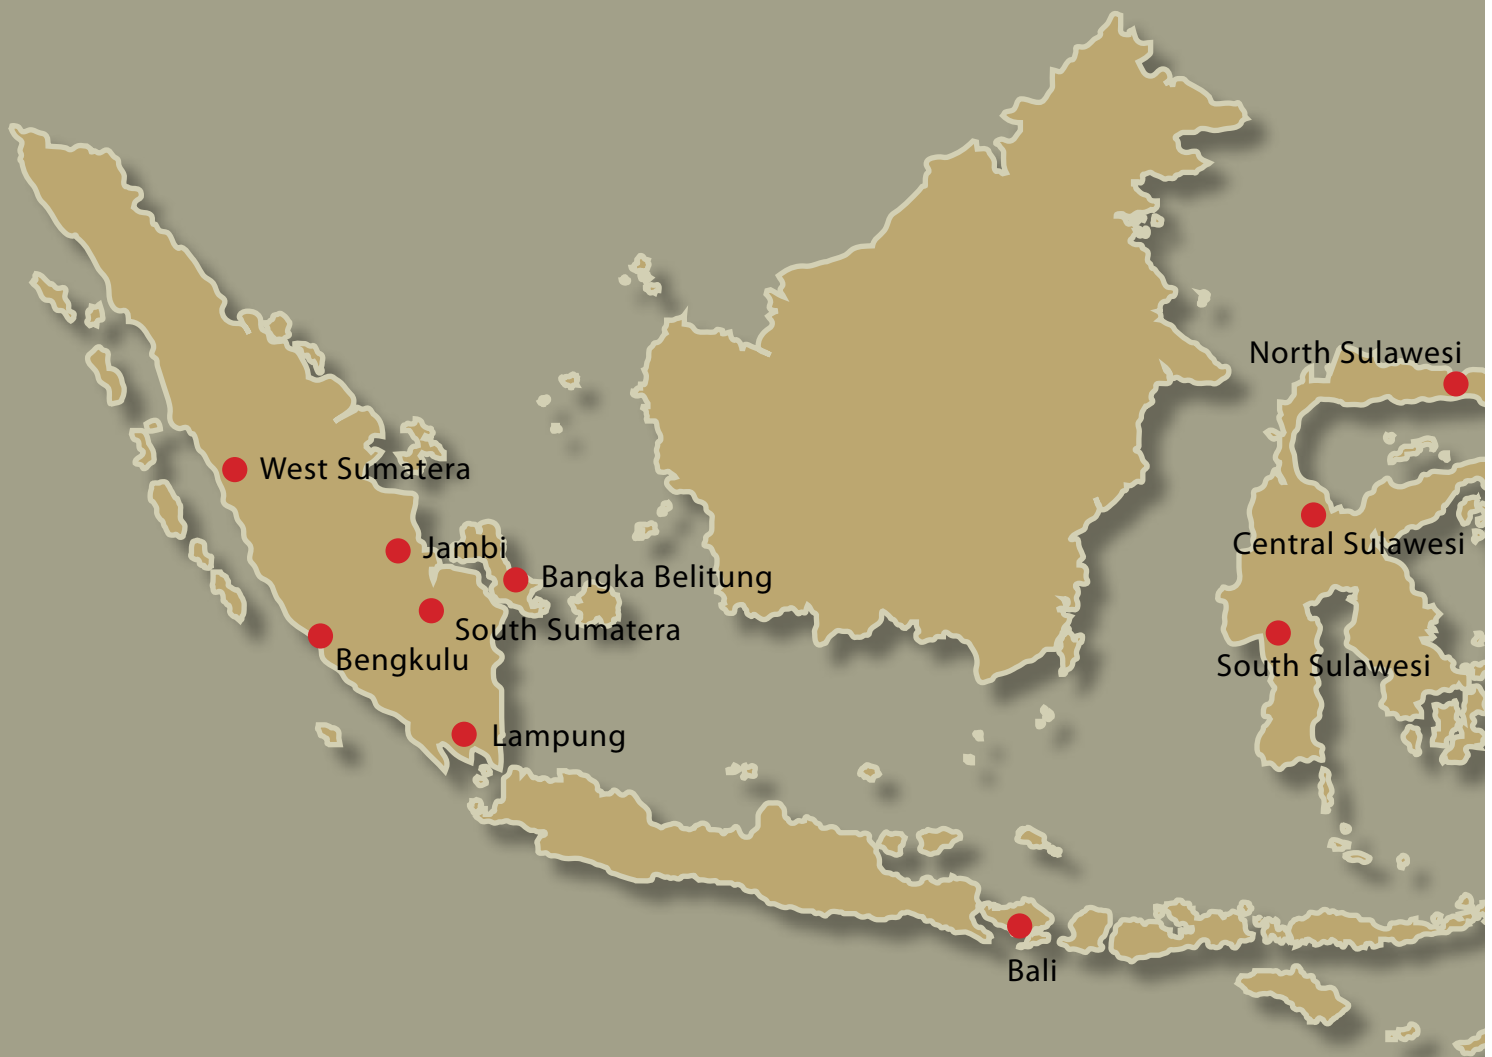 North Sulawesi
West Sumatera
Central Sulawesi
Jambi
Bangka Belitung
South Sumatera
Bengkulu
South Sulawesi
Lampung
Bali